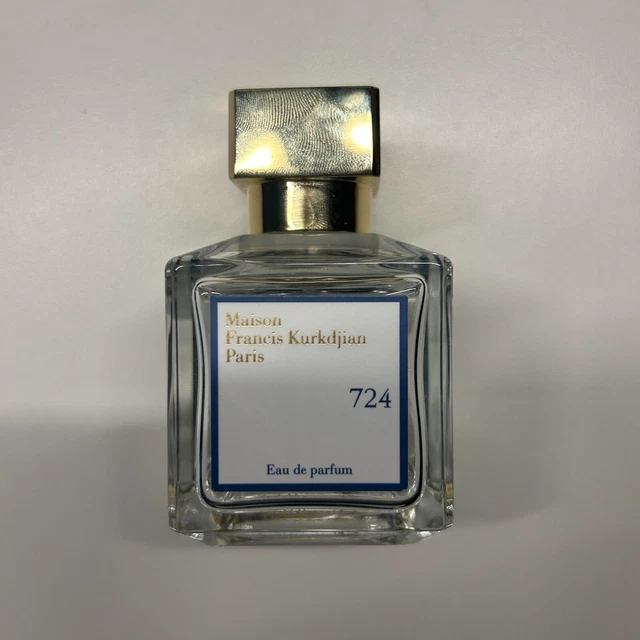 Maison
Francis Kurkdjian
Paris
724
Eau de parfum